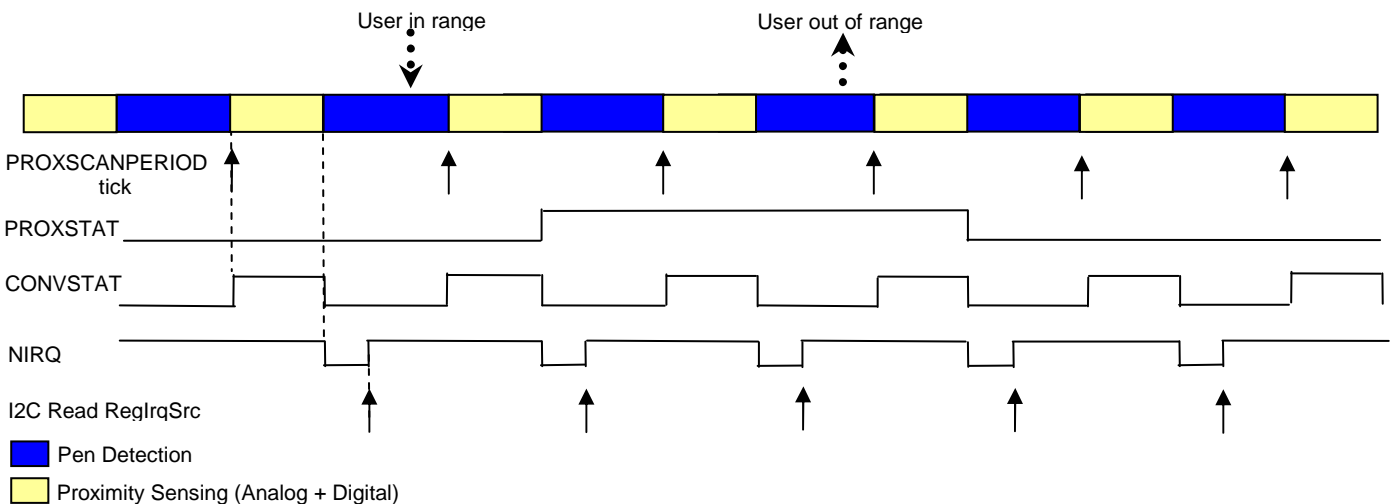 User in range
User out of range
PROXSCANPERIOD
tick
PROXSTAT
CONVSTAT
NIRQ
I2C Read RegIrqSrc
Pen Detection
Proximity Sensing (Analog + Digital)